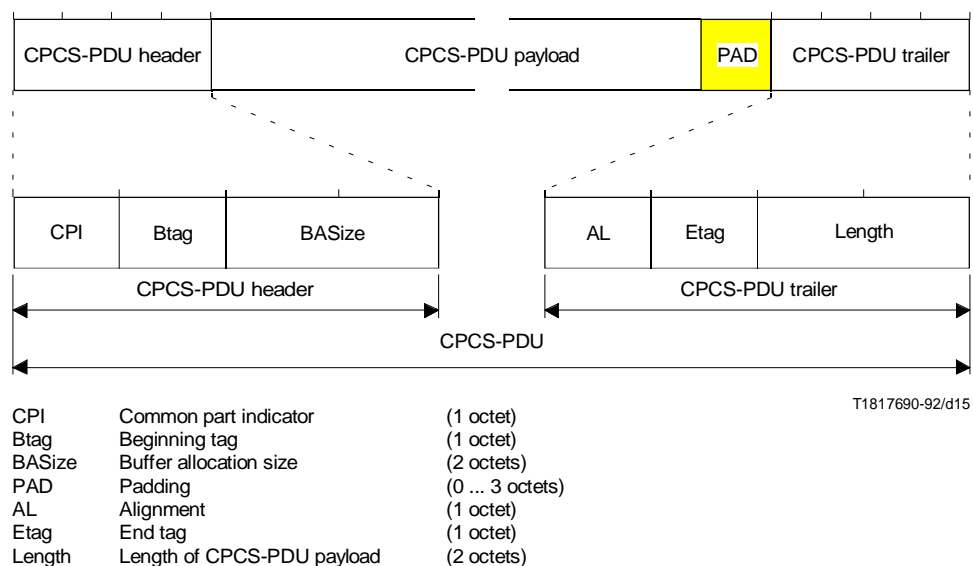 CPCS-PDU header CPCS-PDU payload PAD CPCS-PDU trailer
CPI Btag BASize AL Etag Length
CPCS-PDU header CPCS-PDU trailer
CPCS-PDU
T1817690-92/d15
CPI Common part indicator (1 octet)
Btag Beginning tag (1 octet)
BASize Buffer allocation size (2 octets)
PAD Padding (0 ... 3 octets)
AL Alignment (1 octet)
Etag End tag (1 octet)
Length Length of CPCS-PDU payload (2 octets)